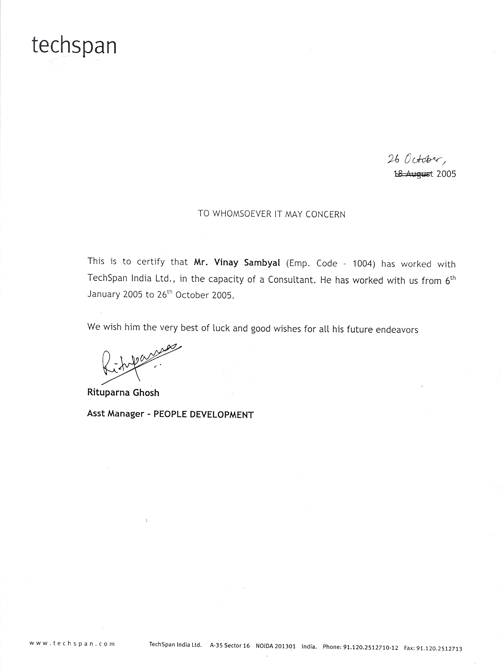 techspan
26 October,
18 August 2005
TO WHOMSOEVER IT MAY CONCERN
This is to certify that Mr. Vinay Sambyal (Emp. Code - 1004) has worked with
TechSpan India Ltd., in the capacity of a Consultant. He has worked with us from 6th
January 2005 to 26th October 2005.
We wish him the very best of luck and good wishes for all his future endeavors
Rituparna
Rituparna Ghosh
Asst Manager - PEOPLE DEVELOPMENT
www.techspan.com TechSpan India Ltd. A-35 Sector 16 NOIDA 201301 India. Phone: 91.120.2512710-12 Fax: 91.120.2512713